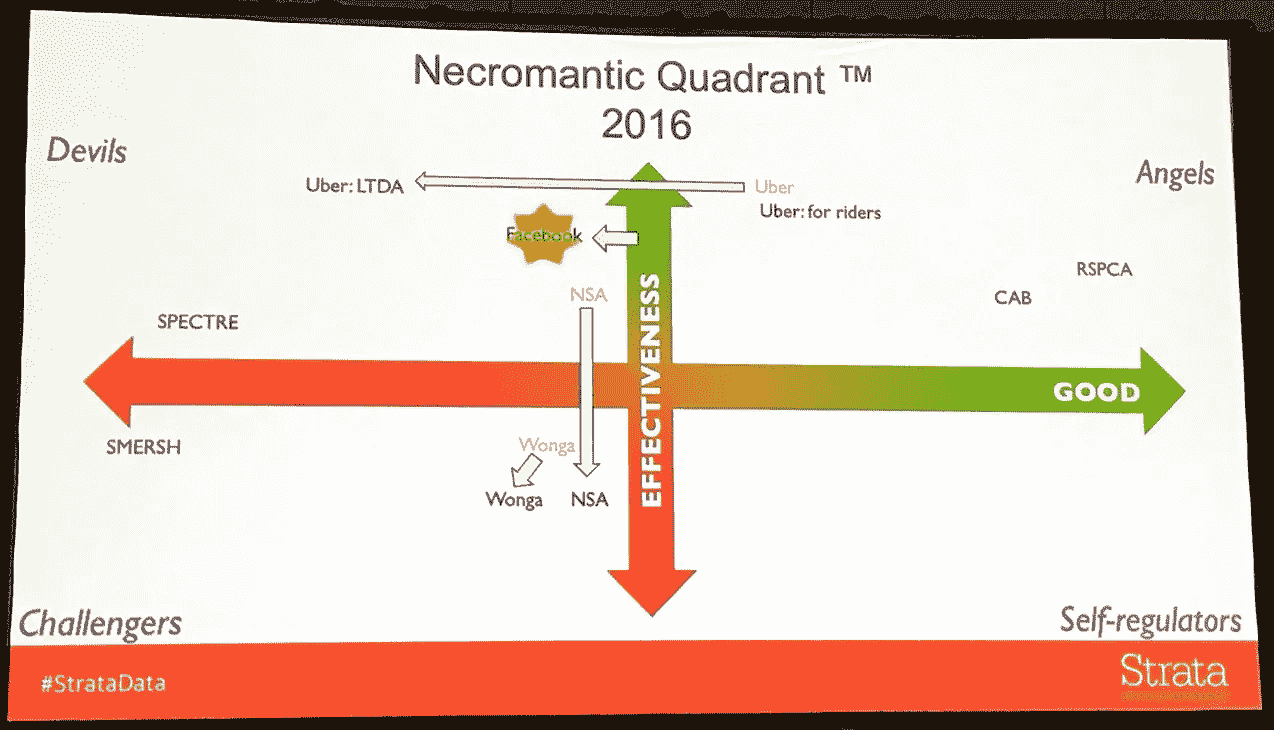 Necromantic Quadrant ™
2016
Devils
Angels
Uber: LTDA
Uber
Uber: for riders
Facebook
RSPCA
NSA
CAB
SPECTRE
EFFECTIVENESS
GOOD
SMERSH
Wonga
Wonga
NSA
Challengers
Self-regulators
#StrataData
Strata